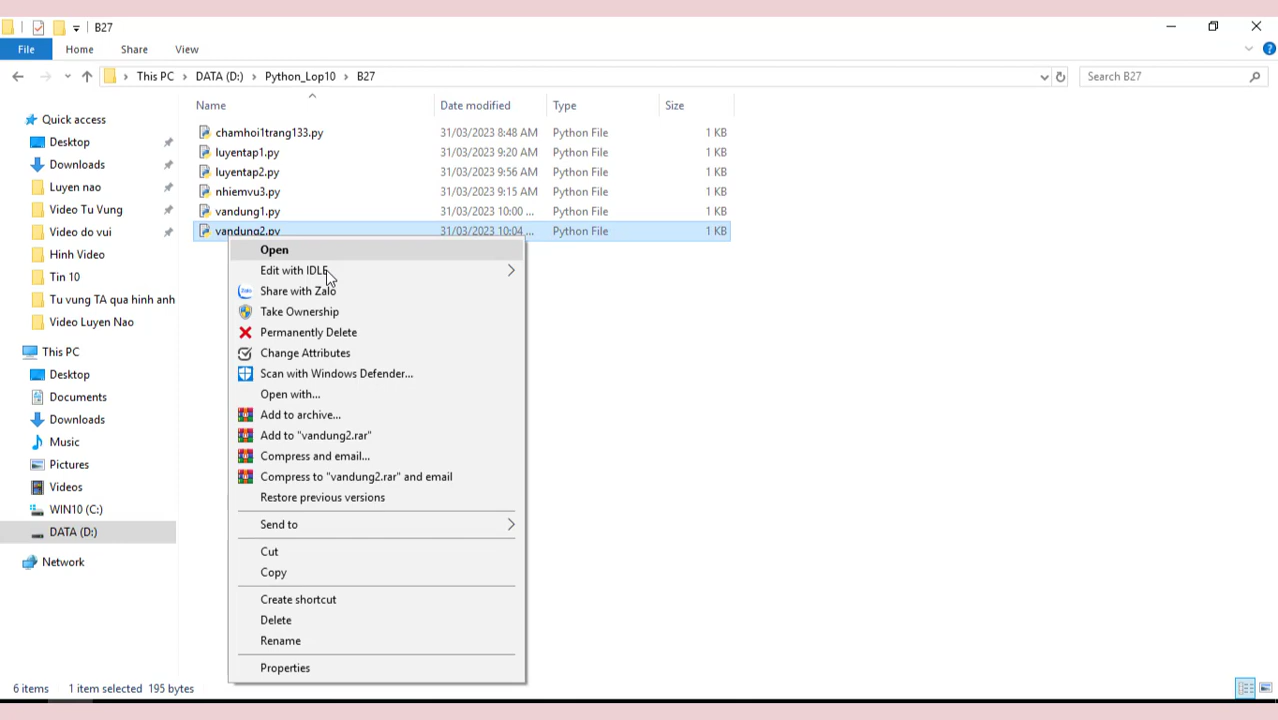 B27
File Home Share View
This PC DATA (D:) Python_Lop10 B27 Search B27
Name Date modified Type Size
chamhoi1trang133.py 31/03/2023 8:48 AM Python File 1 KB
luyentap1.py 31/03/2023 9:20 AM Python File 1 KB
luyentap2.py 31/03/2023 9:56 AM Python File 1 KB
nhiemvu3.py 31/03/2023 9:15 AM Python File 1 KB
vandung1.py 31/03/2023 10:00 ... Python File 1 KB
vandung2.py 31/03/2023 10:04 ... Python File 1 KB
Quick access
Desktop
Downloads
Luyen nao
Video Tu Vung
Video do vui
Hinh Video
Tin 10
Tu vung TA qua hinh anh
Video Luyen Nao
This PC
Desktop
Documents
Downloads
Music
Pictures
Videos
WIN10 (C:)
DATA (D:)
Network
Open
Edit with IDLE
Share with Zalo
Take Ownership
Permanently Delete
Change Attributes
Scan with Windows Defender...
Open with...
Add to archive...
Add to "vandung2.rar"
Compress and email...
Compress to "vandung2.rar" and email
Restore previous versions
Send to
Cut
Copy
Create shortcut
Delete
Rename
Properties
6 items 1 item selected 195 bytes